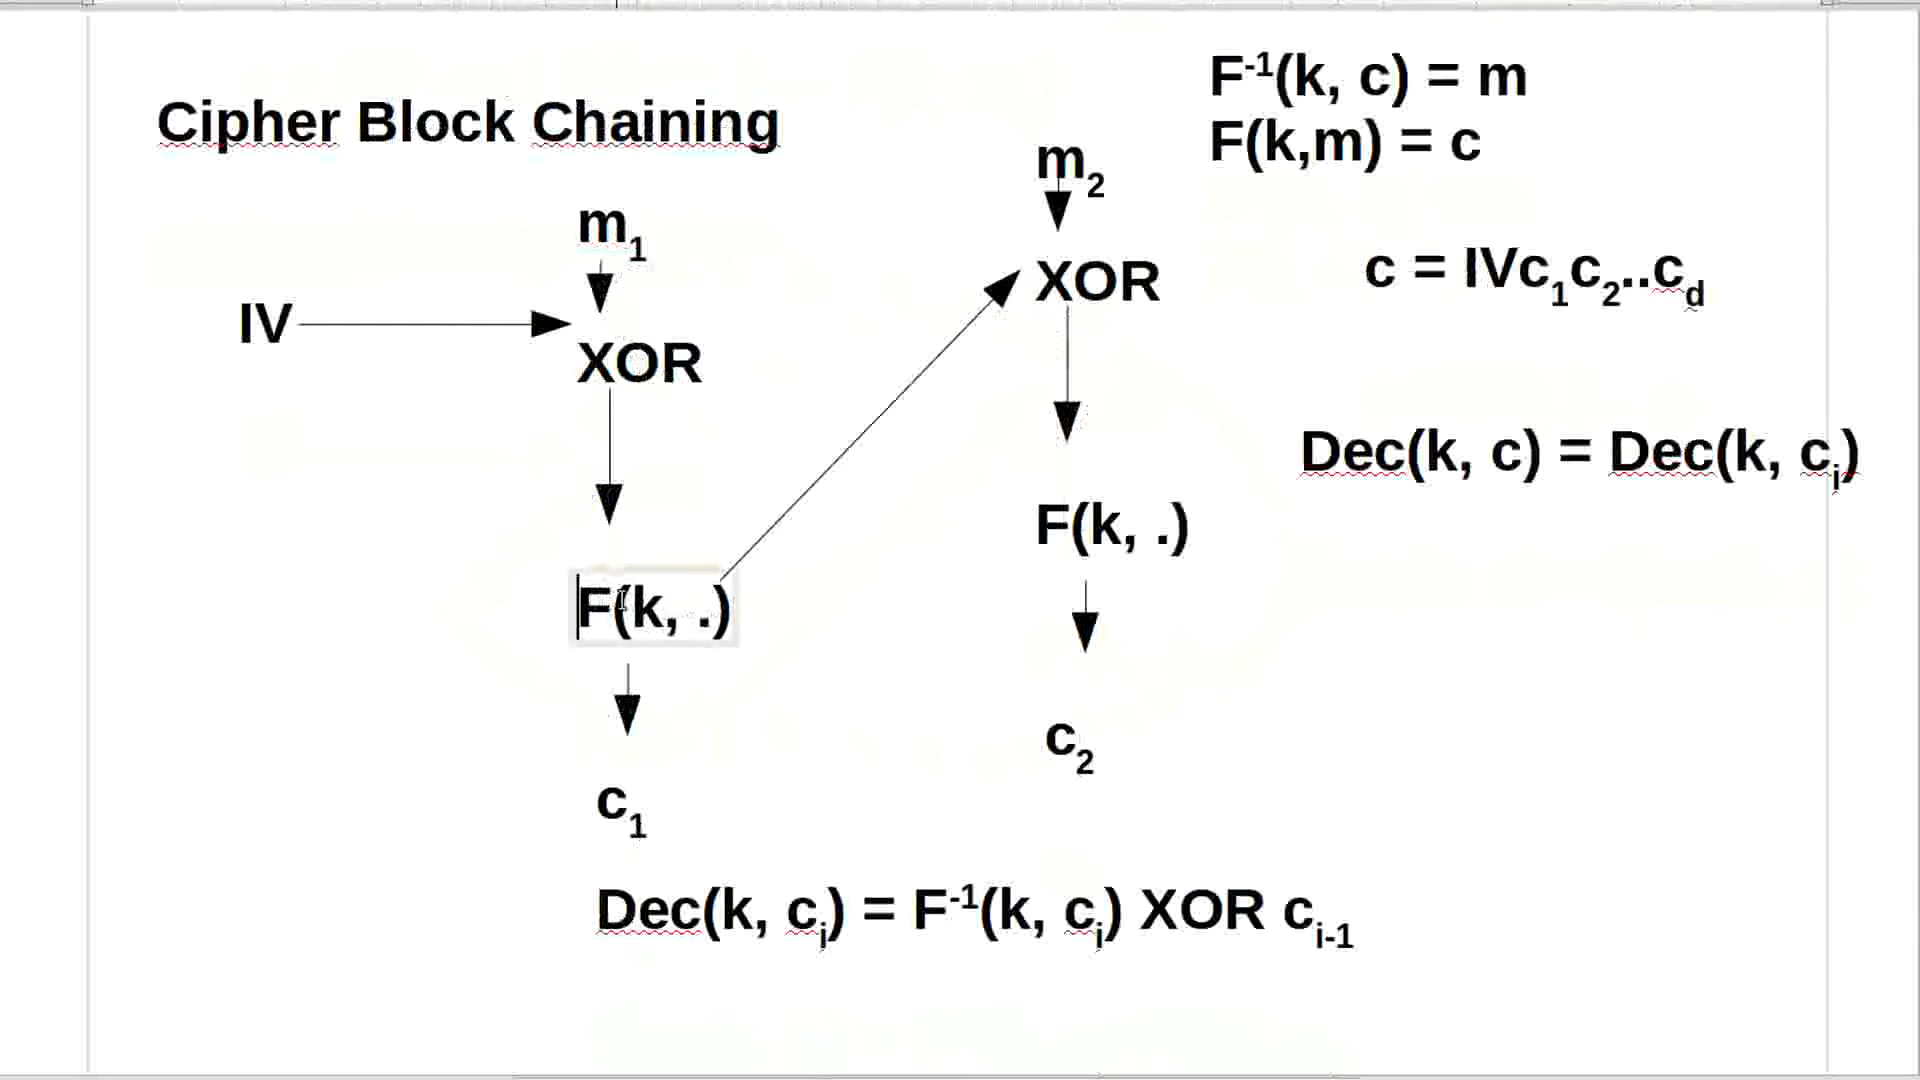 Cipher Block Chaining
F⁻¹(k, c) = m
F(k,m) = c
m₂
m₁
XOR
c = IVc₁c₂..c_d
IV
XOR
Dec(k, c) = Dec(k, cᵢ)
F(k, .)
F(k, .)
c₂
c₁
Dec(k, cᵢ) = F⁻¹(k, cᵢ) XOR cᵢ₋₁